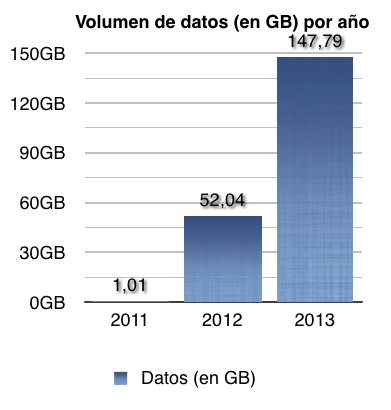 Volumen de datos (en GB) por año
147,79
150GB
120GB
90GB
60GB
52,04
30GB
1,01
0GB
2011 2012 2013
Datos (en GB)